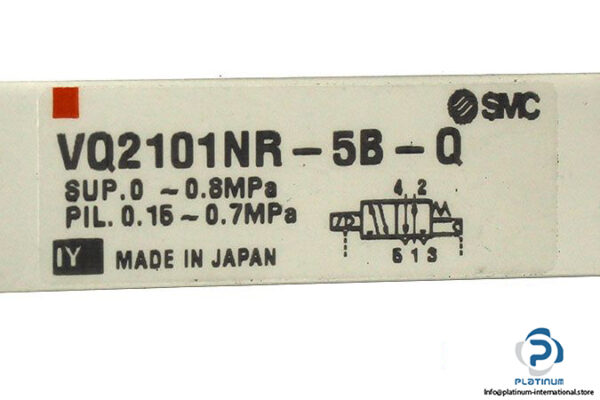 SMC
VQ2101NR-5B-Q
SUP.0 ~0.8MPa
PIL.0.15~0.7MPa
4 2
5 1 3
IY MADE IN JAPAN
PLATINUM
Info@platinum-international.store